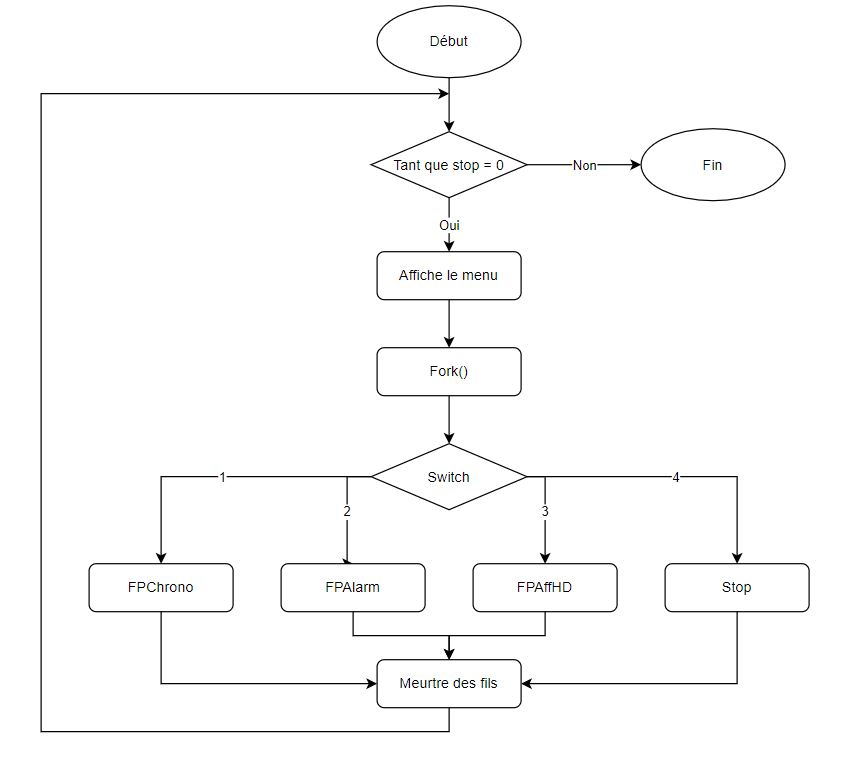 Début
Tant que stop = 0
Non
Fin
Oui
Affiche le menu
Fork()
Switch
1
4
2
3
FPChrono
FPAlarm
FPAffHD
Stop
Meurtre des fils